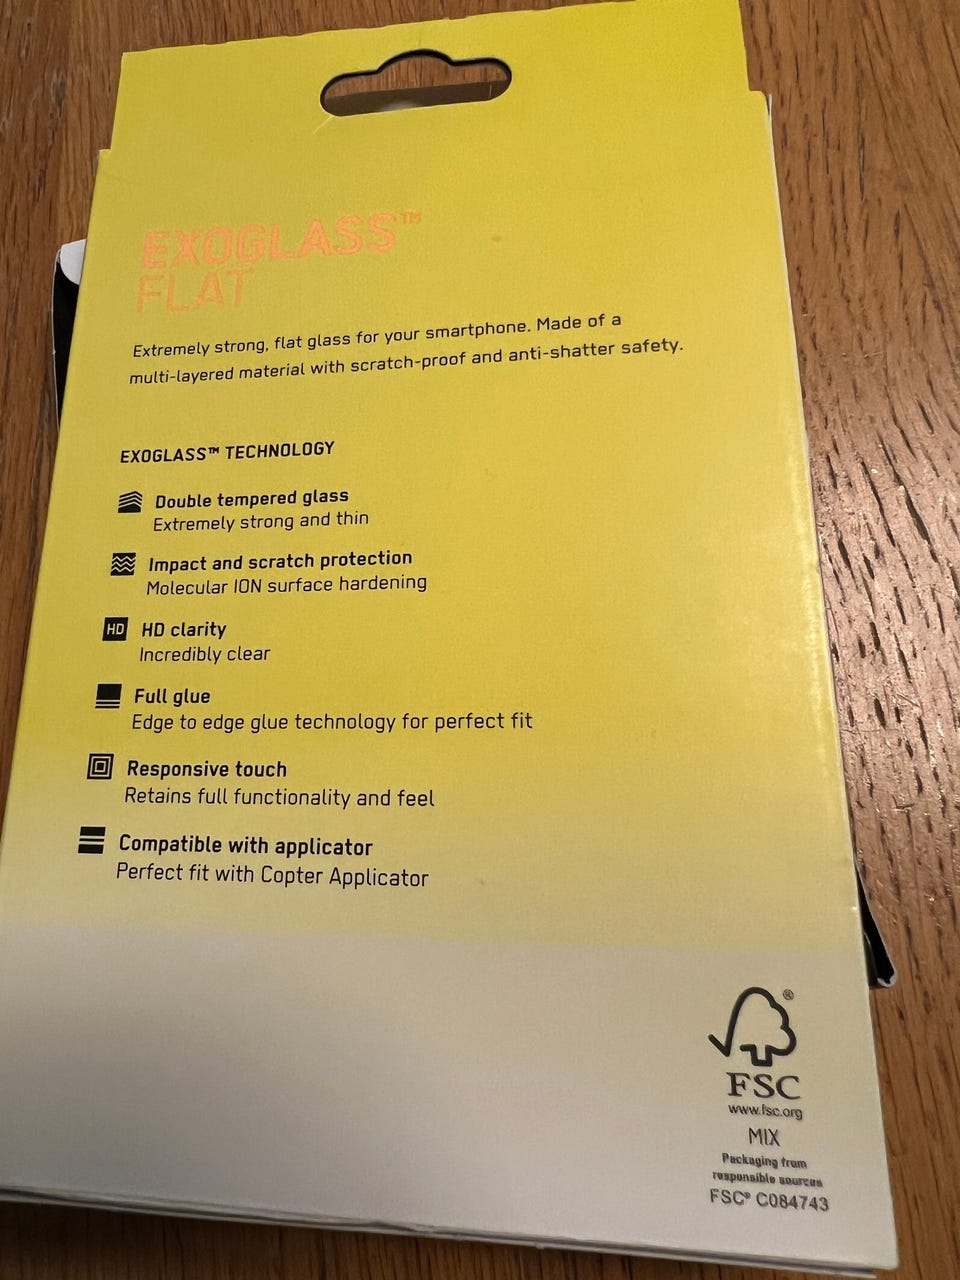 EXOGLASS™
FLAT
Extremely strong, flat glass for your smartphone. Made of a
multi-layered material with scratch-proof and anti-shatter safety.
EXOGLASS™ TECHNOLOGY
Double tempered glass
Extremely strong and thin
Impact and scratch protection
Molecular ION surface hardening
HD
HD clarity
Incredibly clear
Full glue
Edge to edge glue technology for perfect fit
Responsive touch
Retains full functionality and feel
Compatible with applicator
Perfect fit with Copter Applicator
®
FSC
www.fsc.org
MIX
Packaging from
responsible sources
FSC® C084743